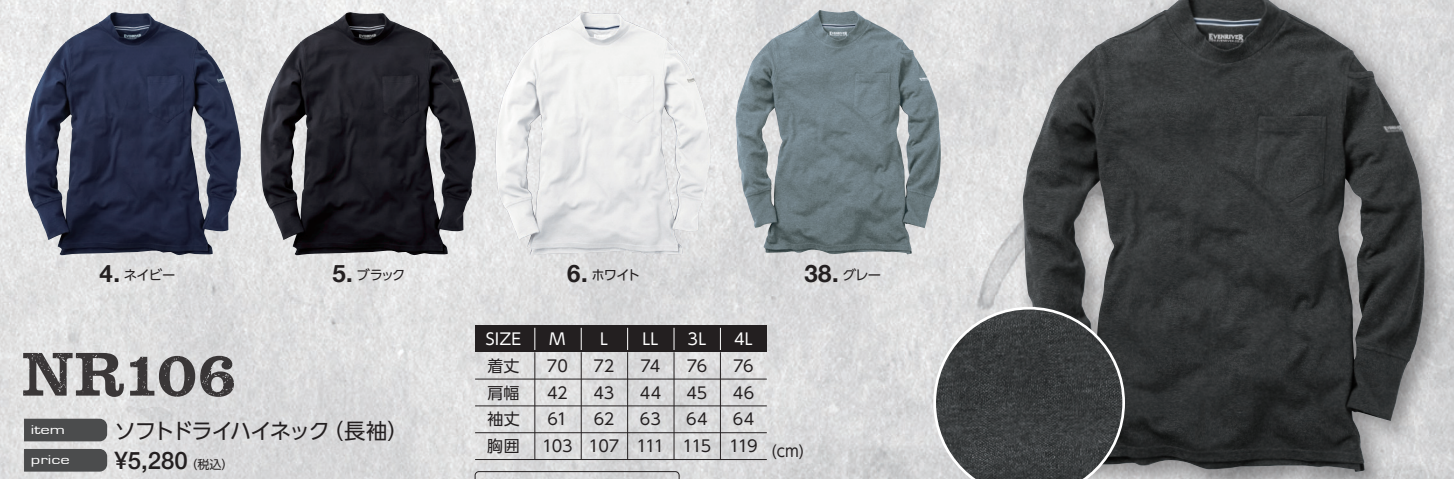 EVENRIVER
EVENRIVER
EVENRIVER
4. ネイビー
5. ブラック
6. ホワイト
38. グレー
NR106
item ソフトドライハイネック（長袖）
price ¥5,280（税込）
SIZE M L LL 3L 4L
着丈 70 72 74 76 76
肩幅 42 43 44 45 46
袖丈 61 62 63 64 64
胸囲 103 107 111 115 119 (cm)